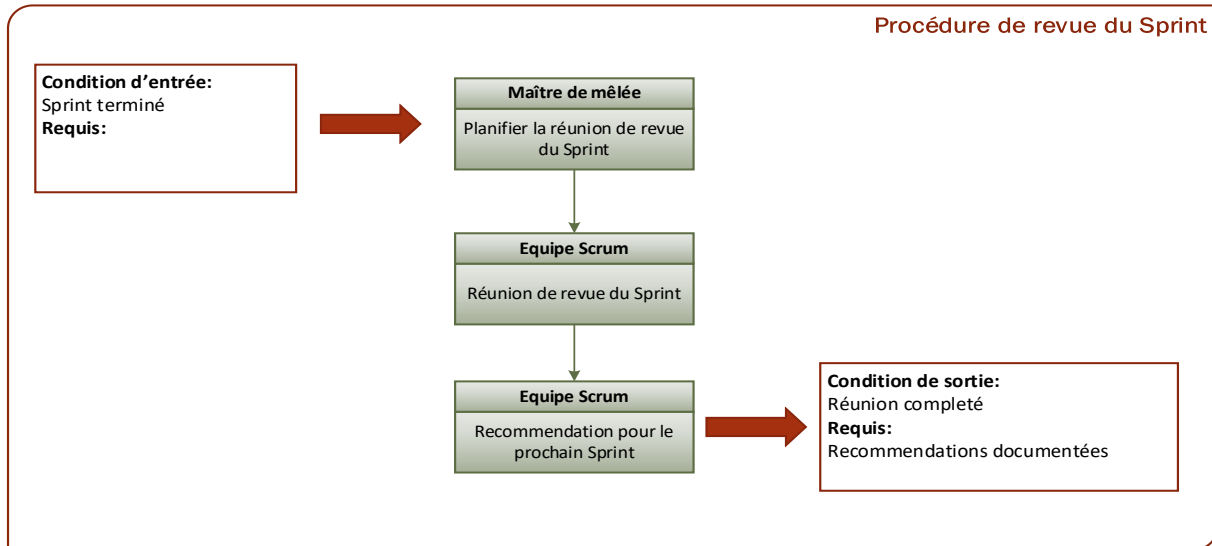 Procédure de revue du Sprint
Condition d’entrée:
Sprint terminé
Requis:
Maître de mêlée
Planifier la réunion de revue
du Sprint
Equipe Scrum
Réunion de revue du Sprint
Equipe Scrum
Recommendation pour le
prochain Sprint
Condition de sortie:
Réunion completé
Requis:
Recommendations documentées